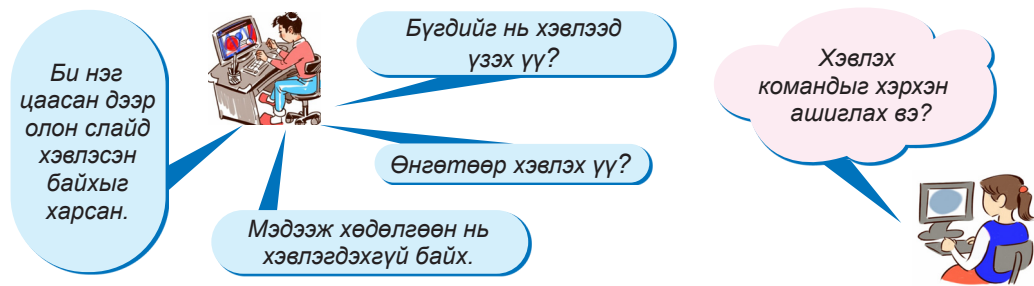 Би нэг
цаасан дээр
олон слайд
хэвлэсэн
байхыг
харсан.
Бүгдийг нь хэвлээд
үзэх үү?
Өнгөтөөр хэвлэх үү?
Мэдээж хөдөлгөөн нь
хэвлэгдэхгүй байх.
Хэвлэх
командыг хэрхэн
ашиглах вэ?